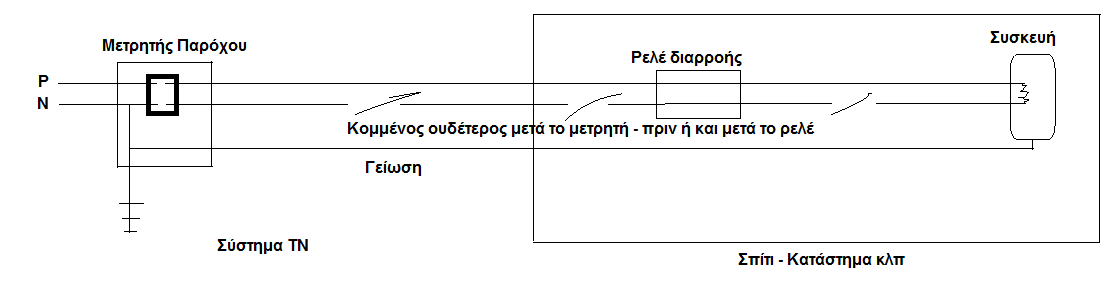 Μετρητής Παρόχου
Συσκευή
Ρελέ διαρροής
P
N
Κομμένος ουδέτερος μετά το μετρητή - πριν ή και μετά το ρελέ
Γείωση
Σύστημα TN
Σπίτι - Κατάστημα κλπ